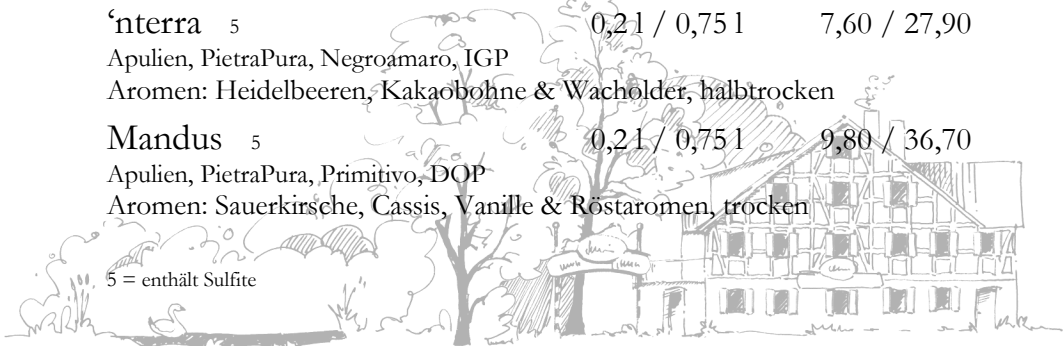 ‘nterra 5 0,2 l / 0,75 l 7,60 / 27,90
Apulien, PietraPura, Negroamaro, IGP
Aromen: Heidelbeeren, Kakaobohne & Wacholder, halbtrocken
Mandus 5 0,2 l / 0,75 l 9,80 / 36,70
Apulien, PietraPura, Primitivo, DOP
Aromen: Sauerkirsche, Cassis, Vanille & Röstaromen, trocken
5 = enthält Sulfite